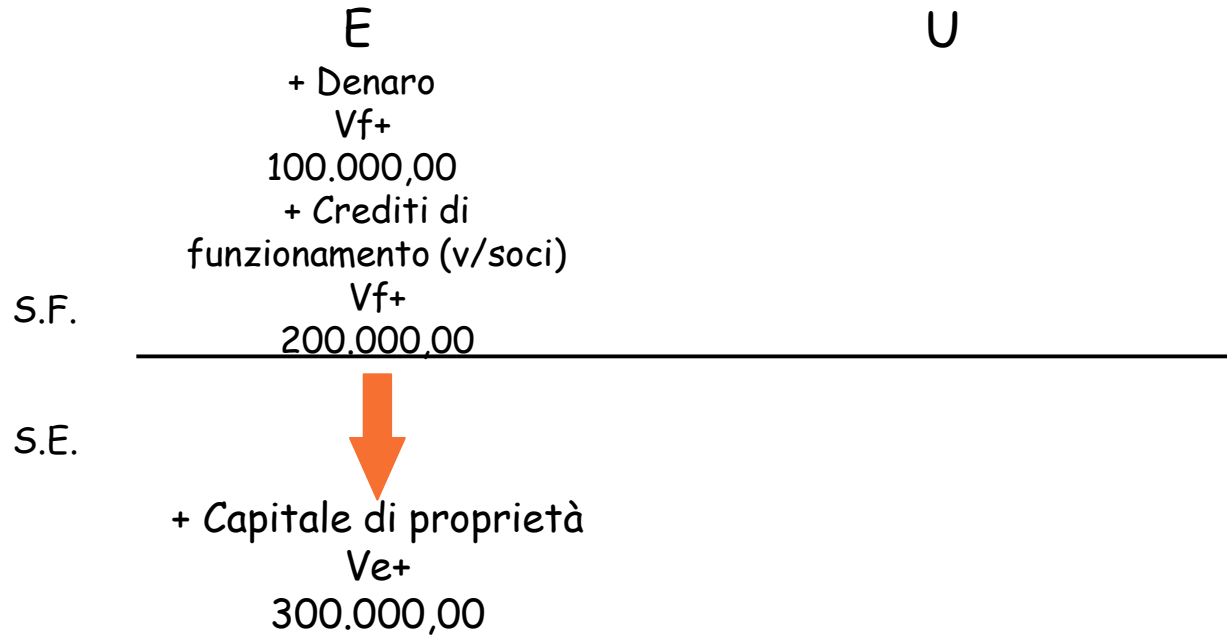 E
U
+ Denaro
Vf+
100.000,00
+ Crediti di
funzionamento (v/soci)
Vf+
S.F.
200.000,00
S.E.
+ Capitale di proprietà
Ve+
300.000,00